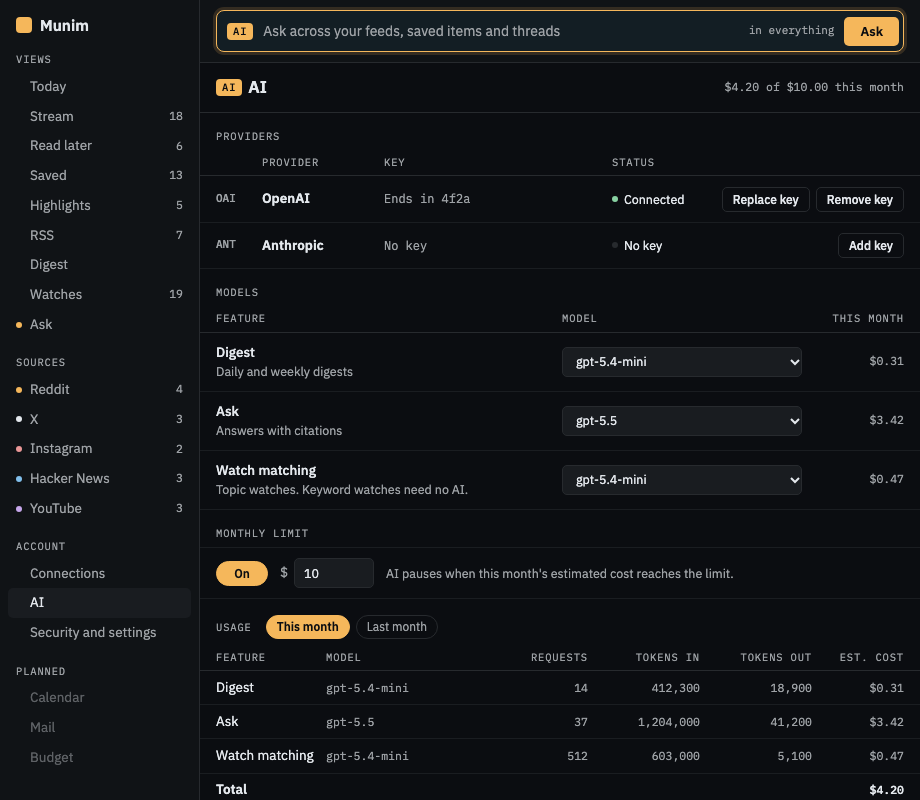 Munim
VIEWS
Today
Stream 18
Read later 6
Saved 13
Highlights 5
RSS 7
Digest
Watches 19
Ask
SOURCES
Reddit 4
X 3
Instagram 2
Hacker News 3
YouTube 3
ACCOUNT
Connections
AI
Security and settings
PLANNED
Calendar
Mail
Budget
AI Ask across your feeds, saved items and threads in everything Ask
AI AI $4.20 of $10.00 this month
PROVIDERS
PROVIDER KEY STATUS
OAI OpenAI Ends in 4f2a Connected Replace key Remove key
ANT Anthropic No key No key Add key
MODELS
FEATURE MODEL THIS MONTH
Digest
Daily and weekly digests
gpt-5.4-mini $0.31
Ask
Answers with citations
gpt-5.5 $3.42
Watch matching
Topic watches. Keyword watches need no AI.
gpt-5.4-mini $0.47
MONTHLY LIMIT
On $ 10 AI pauses when this month's estimated cost reaches the limit.
USAGE This month Last month
FEATURE MODEL REQUESTS TOKENS IN TOKENS OUT EST. COST
Digest gpt-5.4-mini 14 412,300 18,900 $0.31
Ask gpt-5.5 37 1,204,000 41,200 $3.42
Watch matching gpt-5.4-mini 512 603,000 5,100 $0.47
Total $4.20